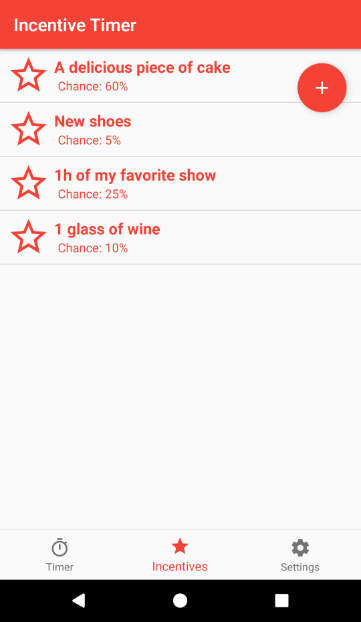 Incentive Timer
A delicious piece of cake
Chance: 60%
New shoes
Chance: 5%
1h of my favorite show
Chance: 25%
1 glass of wine
Chance: 10%
Timer
Incentives
Settings